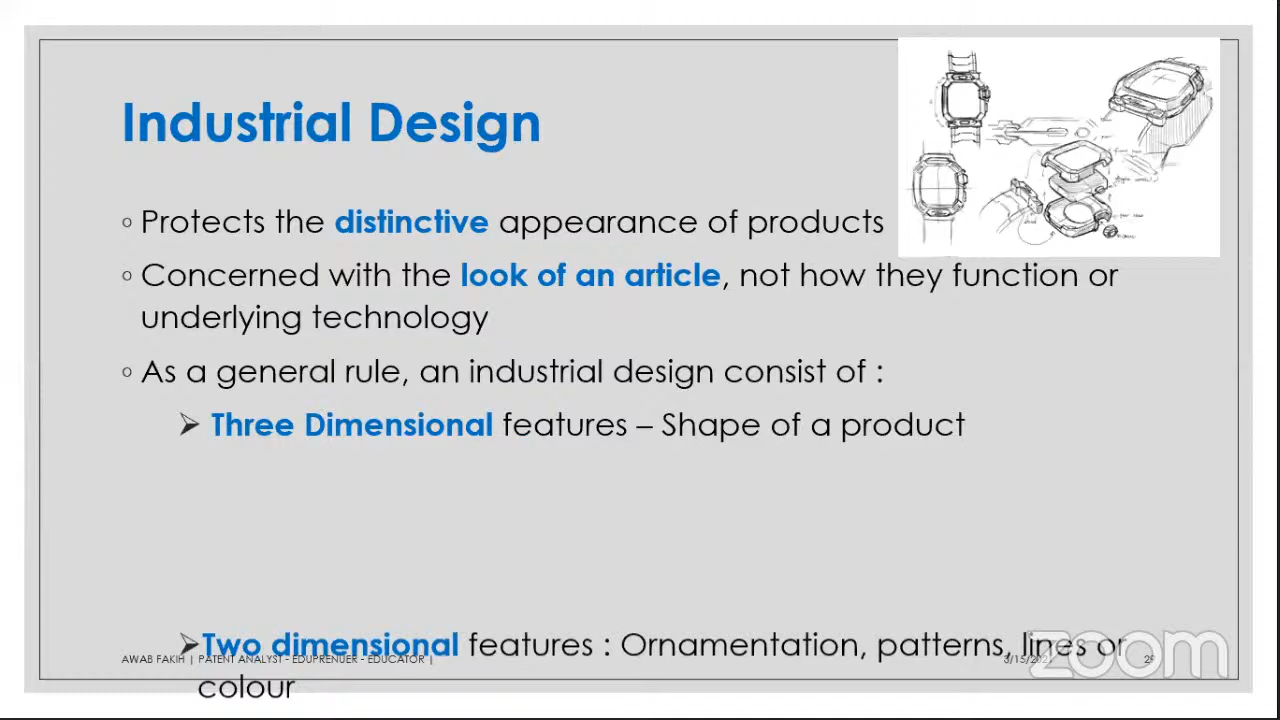 Industrial Design
◦ Protects the distinctive appearance of products
◦ Concerned with the look of an article, not how they function or
underlying technology
◦ As a general rule, an industrial design consist of :
➢ Three Dimensional features – Shape of a product
➢Two dimensional features : Ornamentation, patterns, lines or
colour
AWAB FAKIH | PATENT ANALYST - EDUPRENUER - EDUCATOR |
zoom